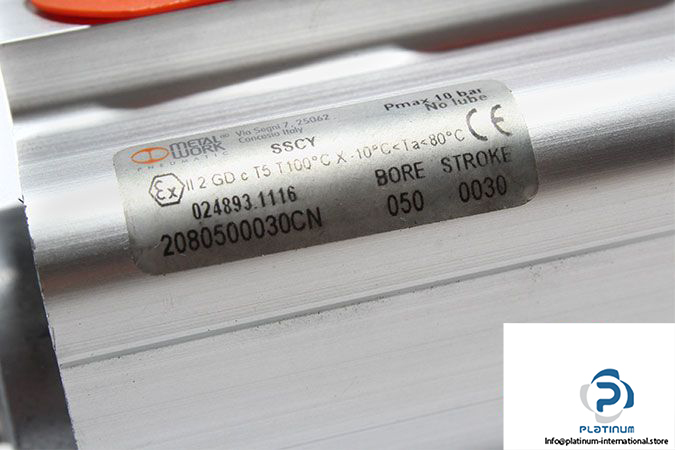 METAL WORK®
PNEUMATIC
Via Segni 7, 25062
Concesio Italy
Pmax 10 bar
No lube
SSCY
CE
Ex II 2 GD c T5 T100°C X -10°C<Ta<80°C
024893.1116
BORE STROKE
2080500030CN 050 0030
P
PLATINUM
Info@platinum-international.store